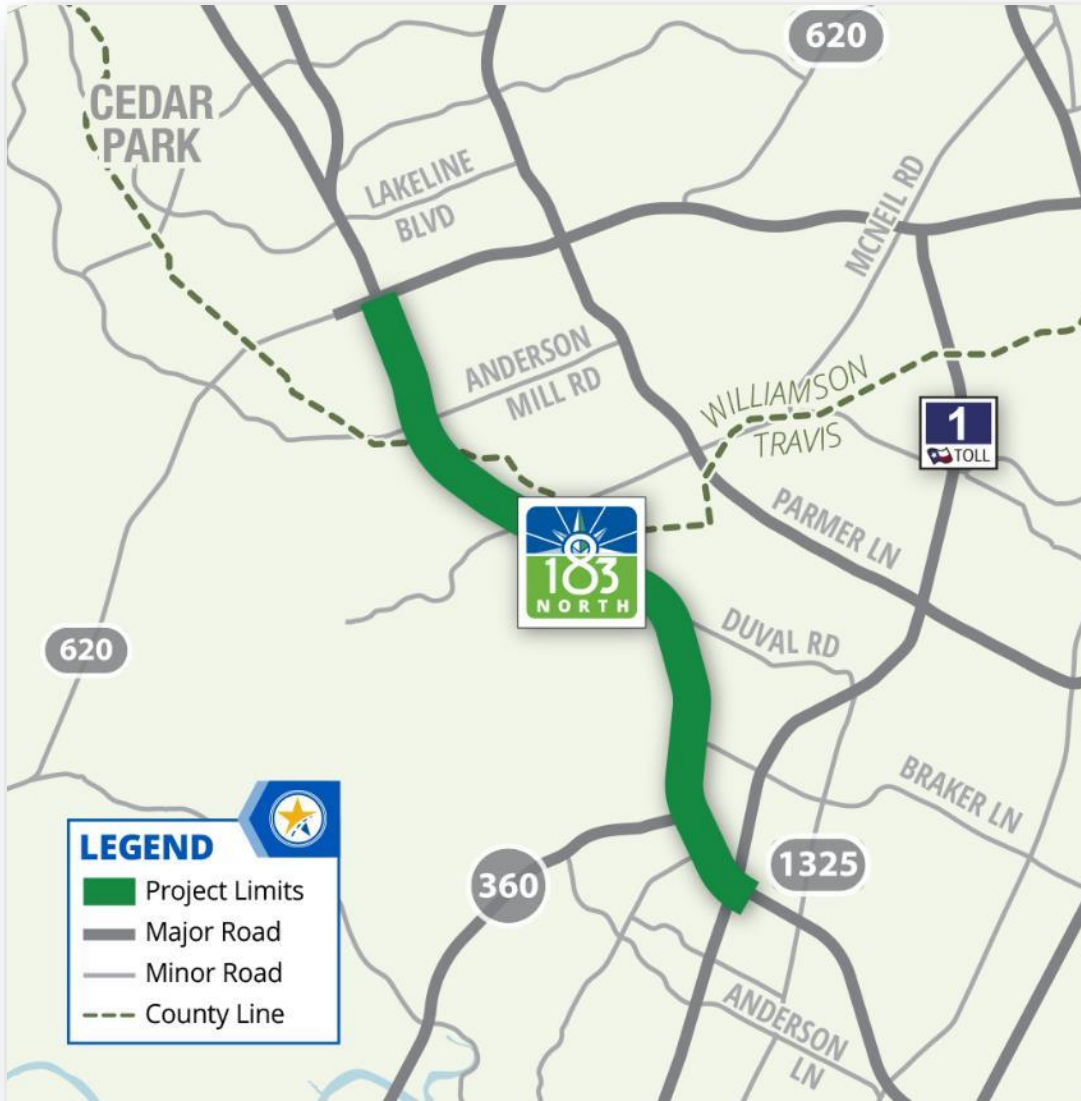 620
CEDAR
PARK
LAKELINE
BLVD
MCNEIL RD
ANDERSON
MILL RD
WILLIAMSON
TRAVIS
1
TOLL
PARMER LN
183
NORTH
DUVAL RD
620
BRAKER LN
1325
360
ANDERSON
LN
LEGEND
Project Limits
Major Road
Minor Road
County Line